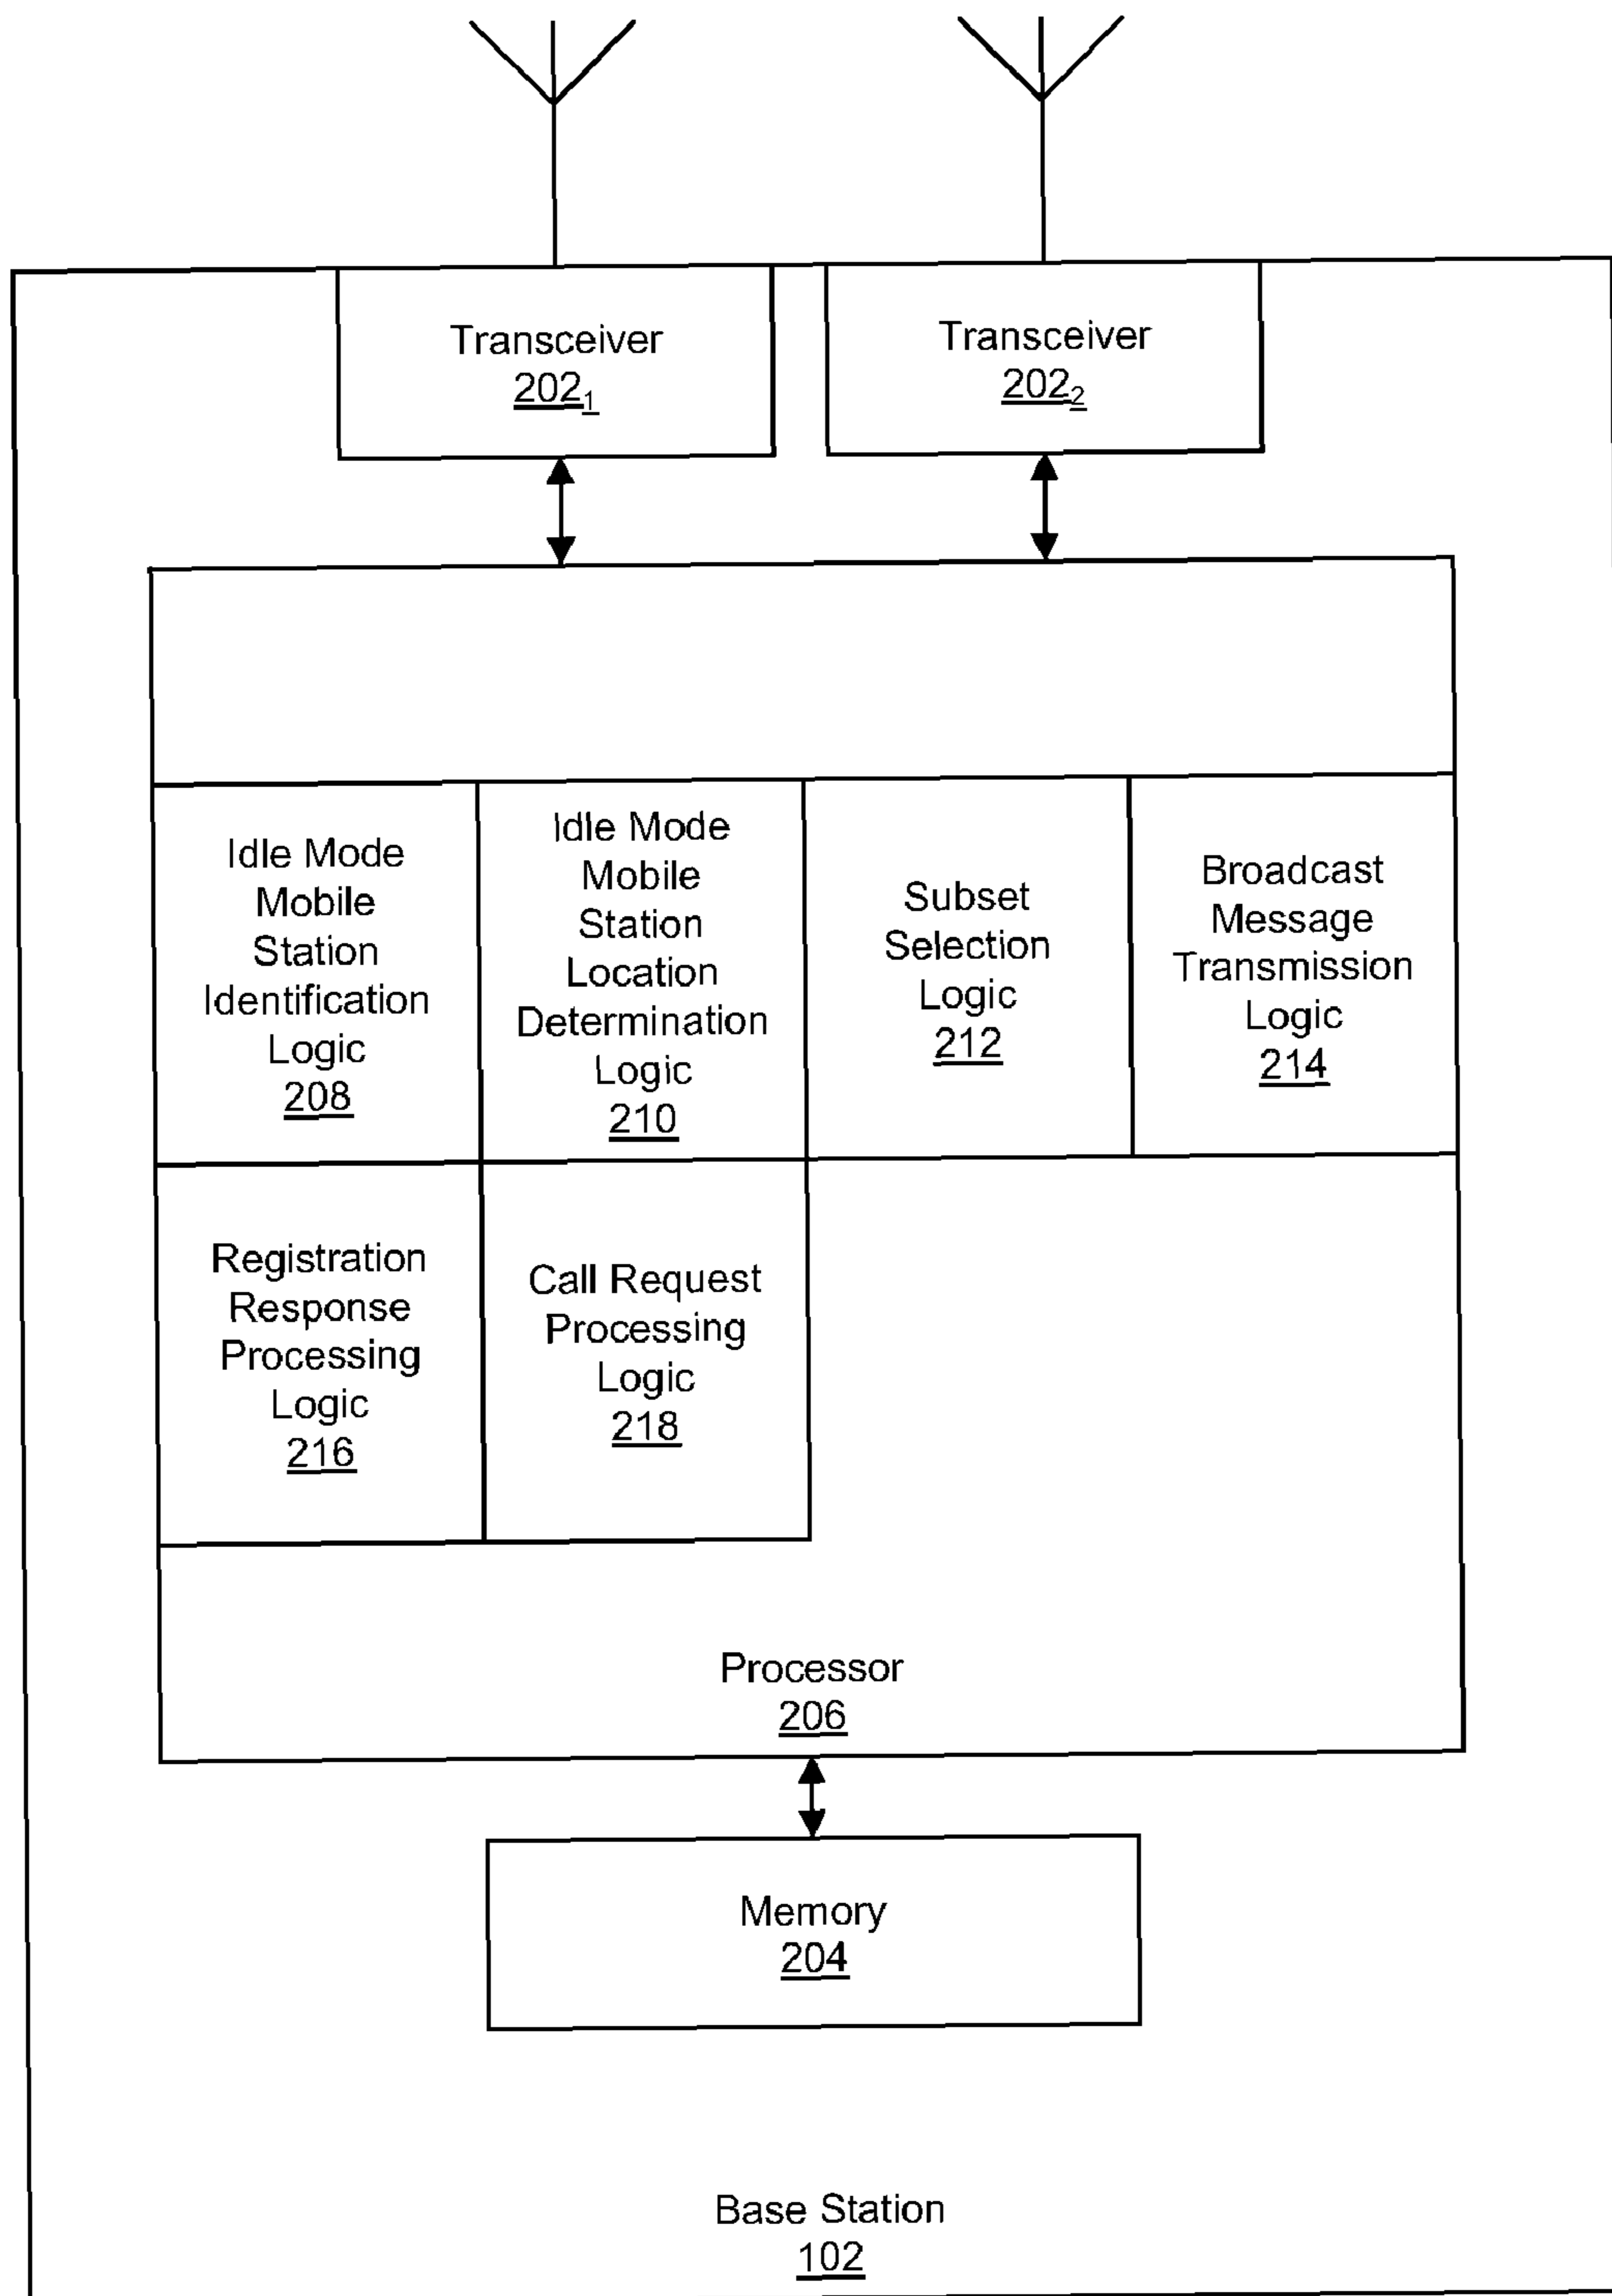 Transceiver
202₁
Transceiver
202₂
Idle Mode
Mobile
Station
Identification
Logic
208
Idle Mode
Mobile
Station
Location
Determination
Logic
210
Subset
Selection
Logic
212
Broadcast
Message
Transmission
Logic
214
Registration
Response
Processing
Logic
216
Call Request
Processing
Logic
218
Processor
206
Memory
204
Base Station
102